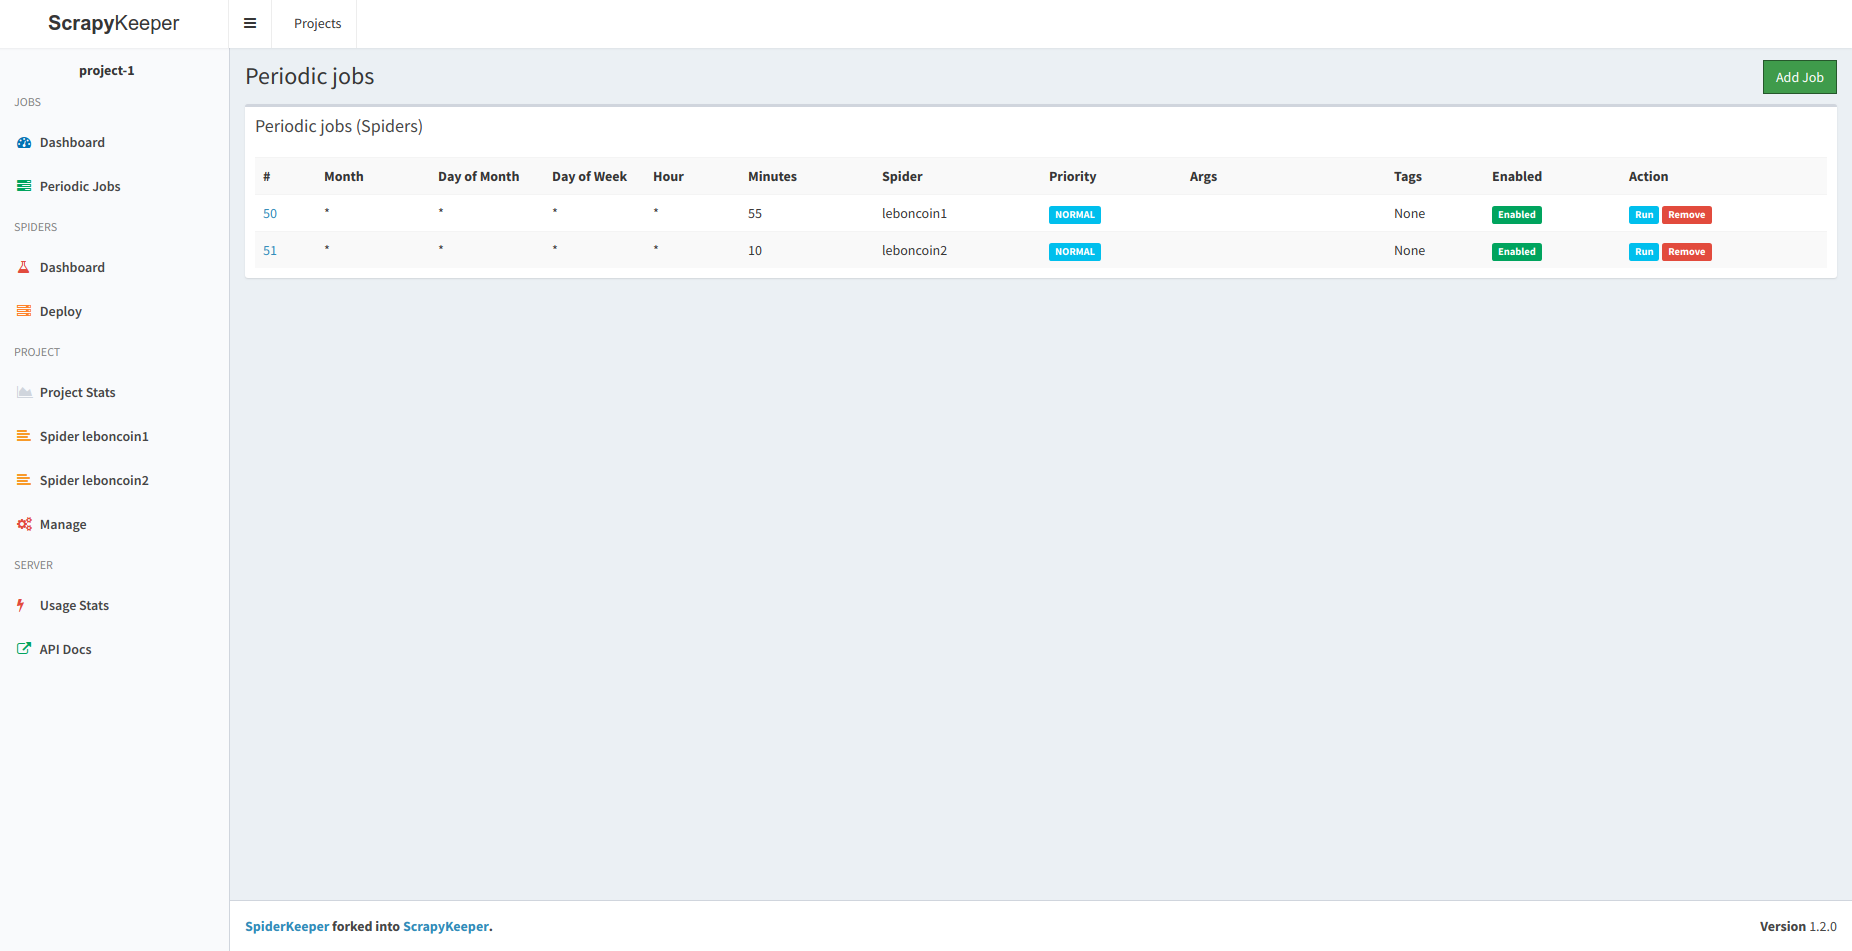 ScrapyKeeper
Projects
project-1
JOBS
Dashboard
Periodic Jobs
SPIDERS
Dashboard
Deploy
PROJECT
Project Stats
Spider leboncoin1
Spider leboncoin2
Manage
SERVER
Usage Stats
API Docs
Periodic jobs
Add Job
Periodic jobs (Spiders)
# Month Day of Month Day of Week Hour Minutes Spider Priority Args Tags Enabled Action
50 * * * * 55 leboncoin1 NORMAL None Enabled Run Remove
51 * * * * 10 leboncoin2 NORMAL None Enabled Run Remove
SpiderKeeper forked into ScrapyKeeper.
Version 1.2.0